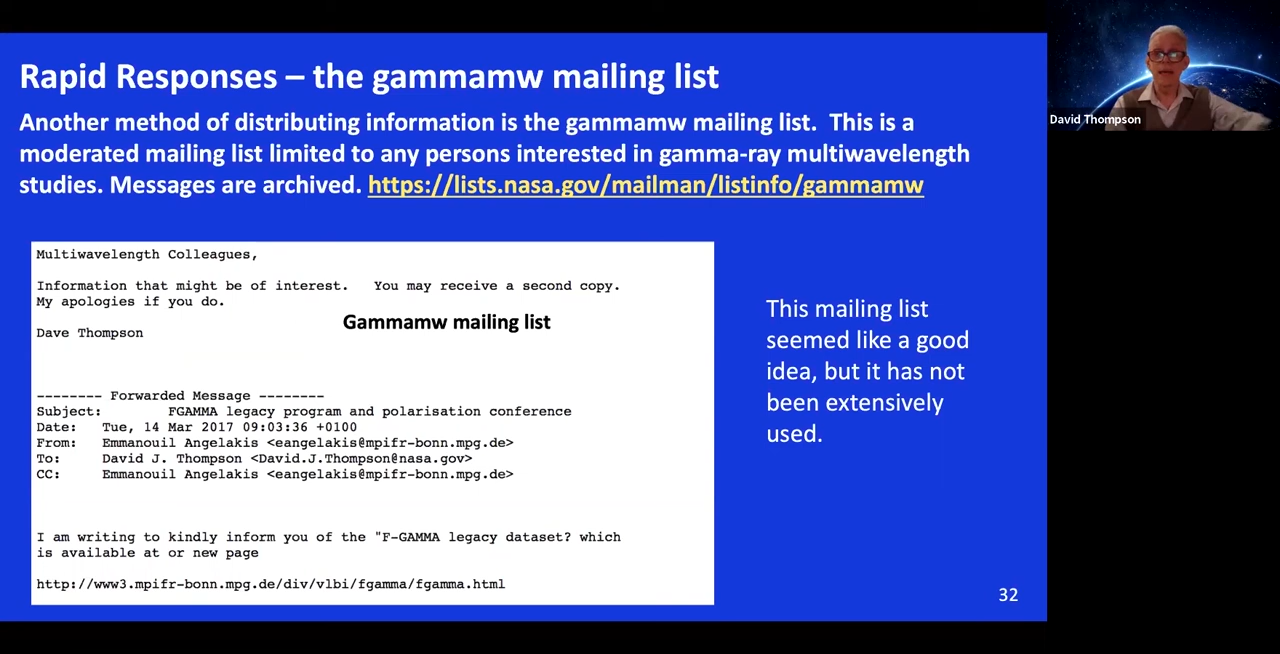 Rapid Responses – the gammamw mailing list
Another method of distributing information is the gammamw mailing list.  This is a
moderated mailing list limited to any persons interested in gamma-ray multiwavelength
studies. Messages are archived. https://lists.nasa.gov/mailman/listinfo/gammamw
Multiwavelength Colleagues,
Information that might be of interest.   You may receive a second copy.
My apologies if you do.
Dave Thompson
Gammamw mailing list
-------- Forwarded Message --------
Subject:        FGAMMA legacy program and polarisation conference
Date:   Tue, 14 Mar 2017 09:03:36 +0100
From:   Emmanouil Angelakis <eangelakis@mpifr-bonn.mpg.de>
To:     David J. Thompson <David.J.Thompson@nasa.gov>
CC:     Emmanouil Angelakis <eangelakis@mpifr-bonn.mpg.de>
I am writing to kindly inform you of the "F-GAMMA legacy dataset? which
is available at or new page
http://www3.mpifr-bonn.mpg.de/div/vlbi/fgamma/fgamma.html
This mailing list
seemed like a good
idea, but it has not
been extensively
used.
32
David Thompson